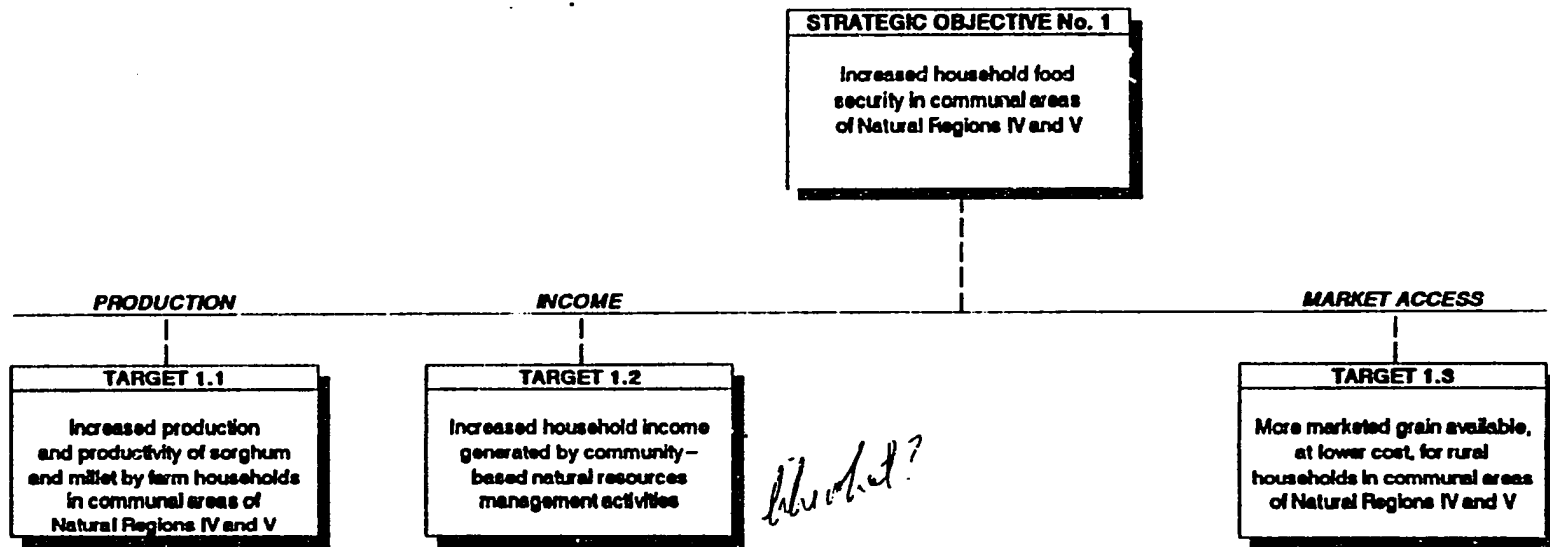 STRATEGIC OBJECTIVE No. 1
Increased household food
security in communal areas
of Natural Regions IV and V
PRODUCTION
INCOME
MARKET ACCESS
TARGET 1.1
Increased production
and productivity of sorghum
and millet by farm households
in communal areas of
Natural Regions IV and V
TARGET 1.2
Increased household income
generated by community-
based natural resources
management activities
like what?
TARGET 1.3
More marketed grain available,
at lower cost, for rural
households in communal areas
of Natural Regions IV and V